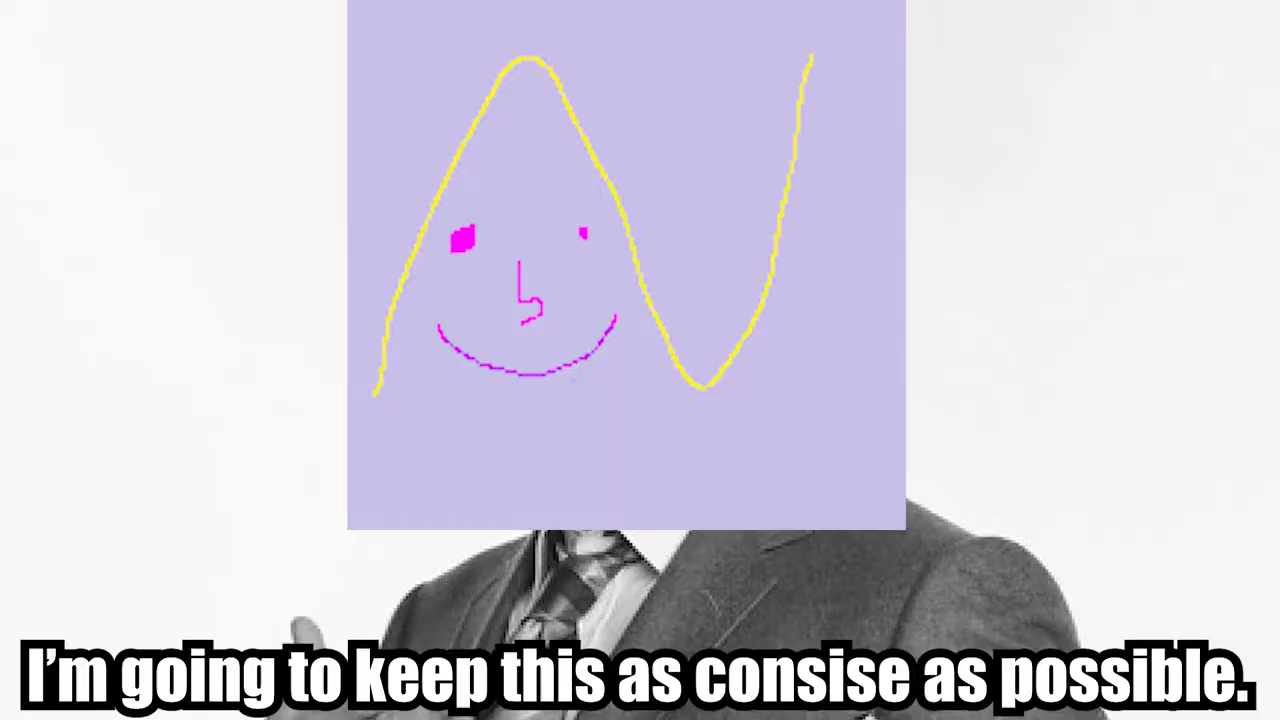 I’m going to keep this as consise as possible.